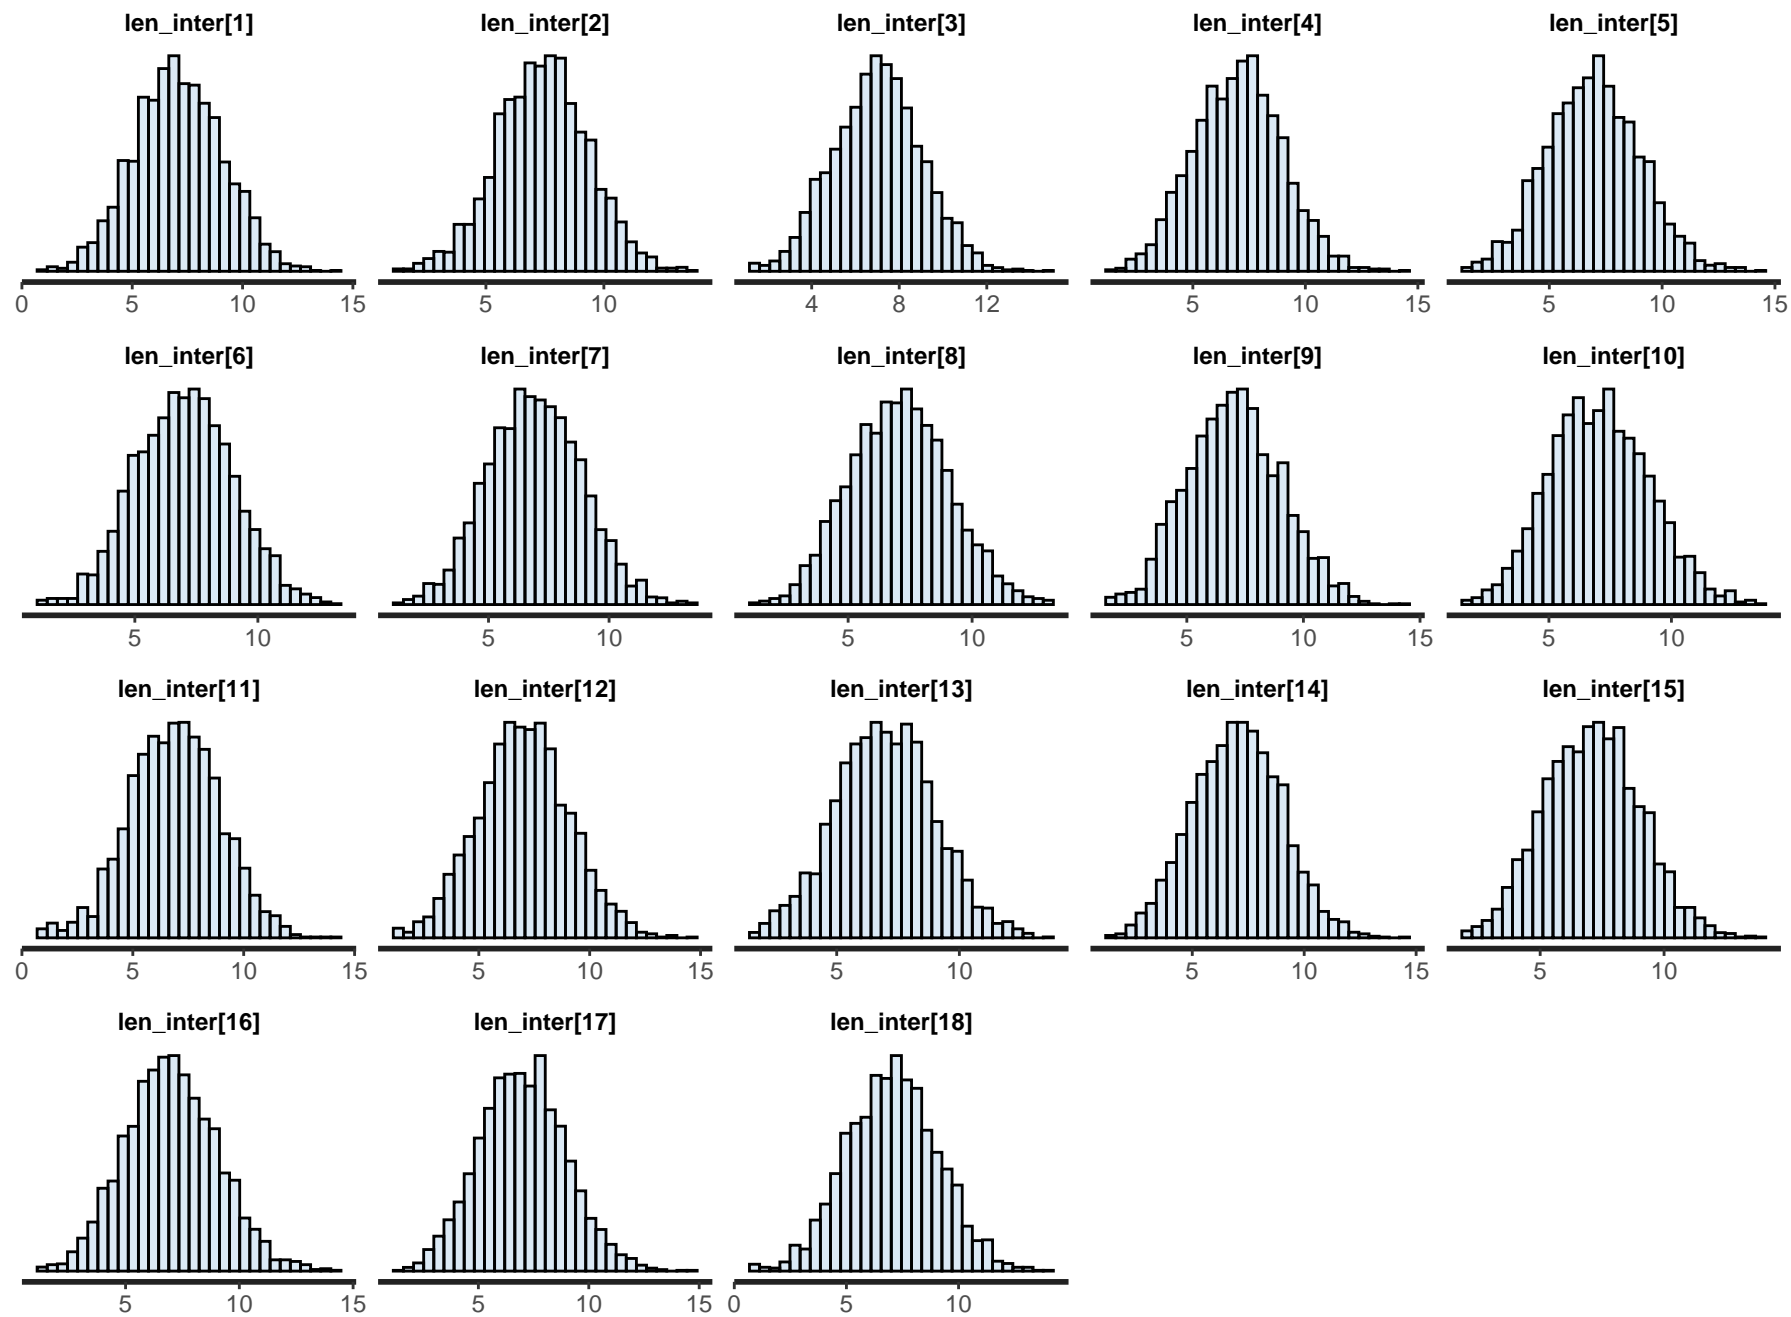 len_inter[1] len_inter[2] len_inter[3] len_inter[4] len_inter[5]
0 5 10 15 5 10 4 8 12 5 10 15 5 10 15
len_inter[6] len_inter[7] len_inter[8] len_inter[9] len_inter[10]
5 10 5 10 5 10 5 10 15 5 10
len_inter[11] len_inter[12] len_inter[13] len_inter[14] len_inter[15]
0 5 10 15 5 10 15 5 10 5 10 15 5 10
len_inter[16] len_inter[17] len_inter[18]
5 10 15 5 10 15 0 5 10